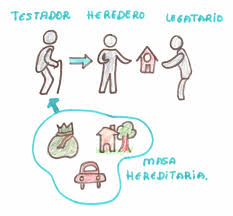 TESTADOR HEREDERO LEGATARIO
MASA
HEREDITARIA.